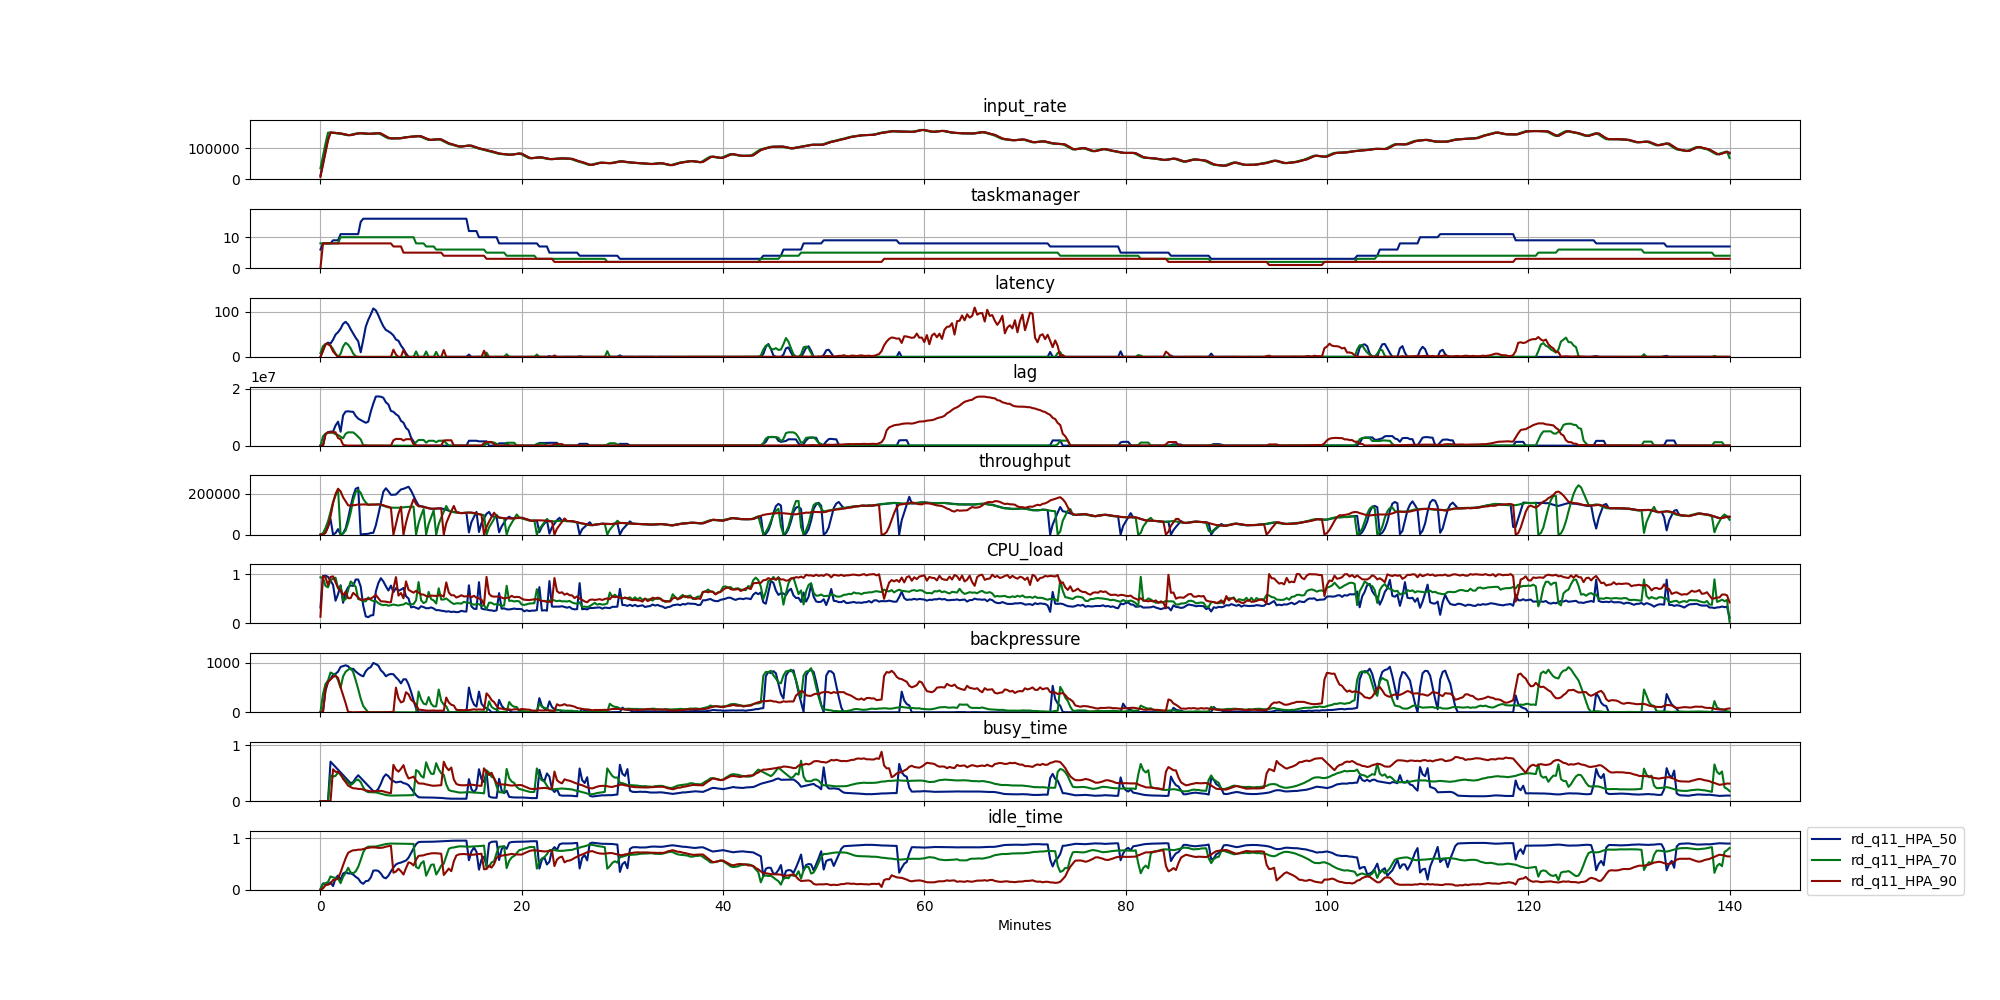 input_rate
100000
0
taskmanager
10
0
latency
100
0
1e7
lag
2
0
throughput
200000
0
CPU_load
1
0
backpressure
1000
0
busy_time
1
0
idle_time
1
0
0 20 40 60 80 100 120 140
Minutes
rd_q11_HPA_50
rd_q11_HPA_70
rd_q11_HPA_90